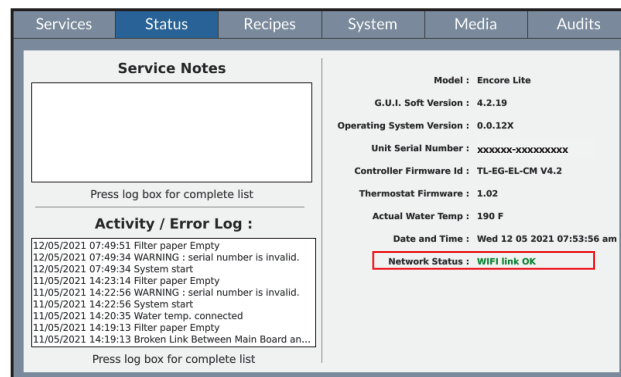 Services Status Recipes System Media Audits
Service Notes
Press log box for complete list
Activity / Error Log :
12/05/2021 07:49:51 Filter paper Empty
12/05/2021 07:49:34 WARNING : serial number is invalid.
12/05/2021 07:49:34 System start
11/05/2021 14:23:14 Filter paper Empty
11/05/2021 14:22:56 WARNING : serial number is invalid.
11/05/2021 14:22:56 System start
11/05/2021 14:20:35 Water temp. connected
11/05/2021 14:19:13 Filter paper Empty
11/05/2021 14:19:13 Broken Link Between Main Board an...
Press log box for complete list
Model : Encore Lite
G.U.I. Soft Version : 4.2.19
Operating System Version : 0.0.12X
Unit Serial Number : xxxxxx-xxxxxxxxx
Controller Firmware Id : TL-EG-EL-CM V4.2
Thermostat Firmware : 1.02
Actual Water Temp : 190 F
Date and Time : Wed 12 05 2021 07:53:56 am
Network Status : WIFI link OK